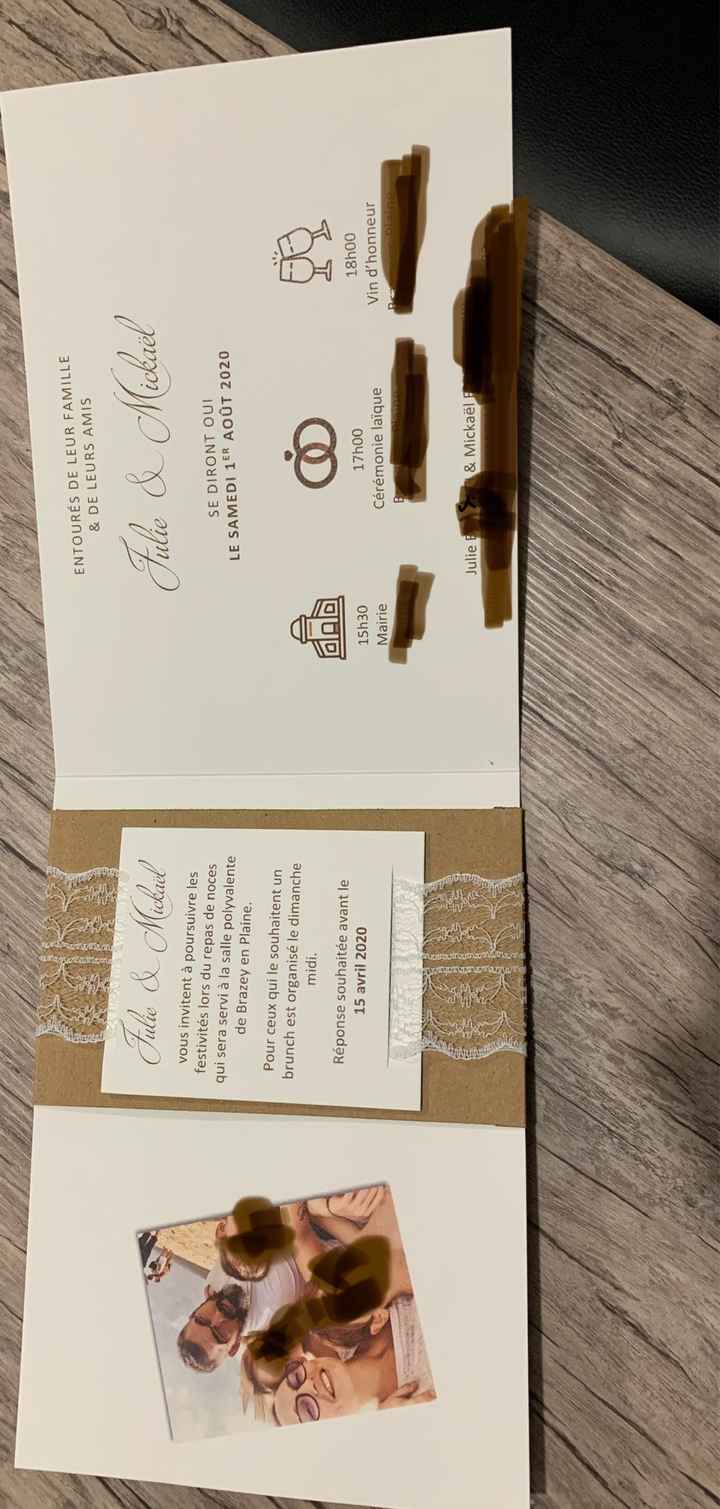 ENTOURÉS DE LEUR FAMILLE
& DE LEURS AMIS
Julie & Mickaël
SE DIRONT OUI
LE SAMEDI 1ER AOÛT 2020
15h30
Mairie
17h00
Cérémonie laïque
18h00
Vin d'honneur
Julie & Mickaël
Julie & Mickaël
vous invitent à poursuivre les
festivités lors du repas de noces
qui sera servi à la salle polyvalente
de Brazey en Plaine.
Pour ceux qui le souhaitent un
brunch est organisé le dimanche
midi.
Réponse souhaitée avant le
15 avril 2020